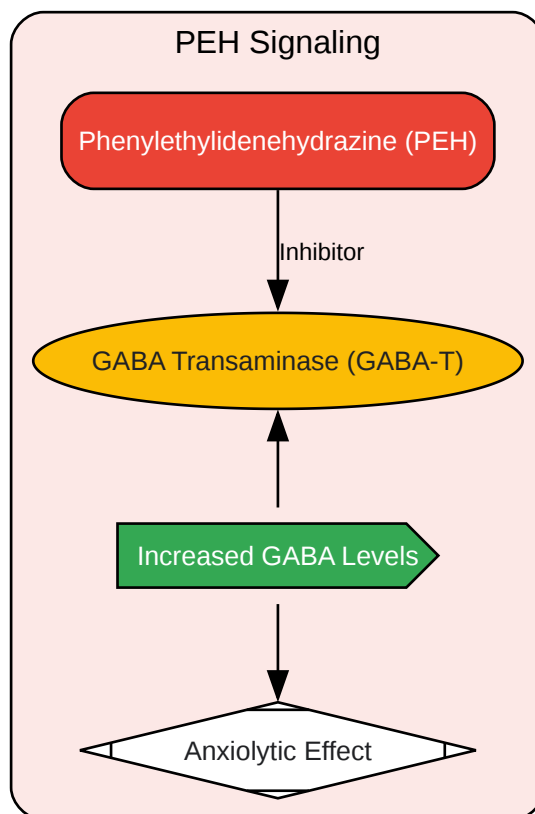 PEH Signaling
Phenylethylidenehydrazine (PEH)
Inhibitor
GABA Transaminase (GABA-T)
Increased GABA Levels
Anxiolytic Effect